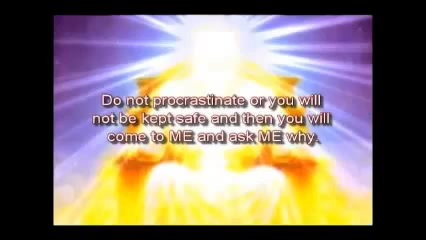 Do not procrastinate or you will
not be kept safe and then you will
come to ME and ask ME why.